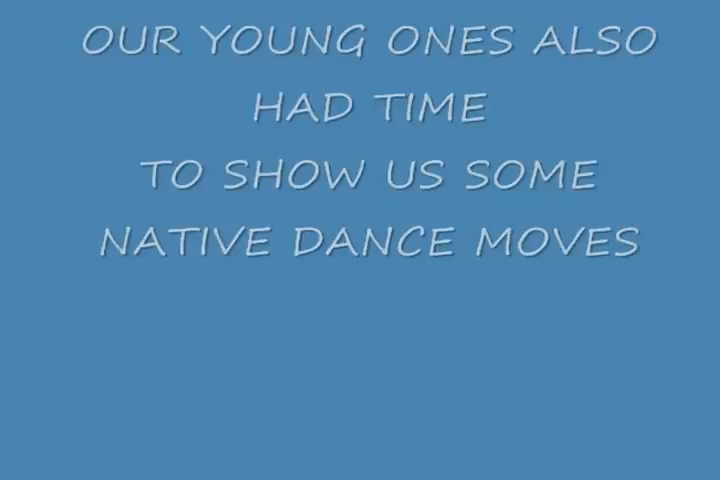 OUR YOUNG ONES ALSO
HAD TIME
TO SHOW US SOME
NATIVE DANCE MOVES